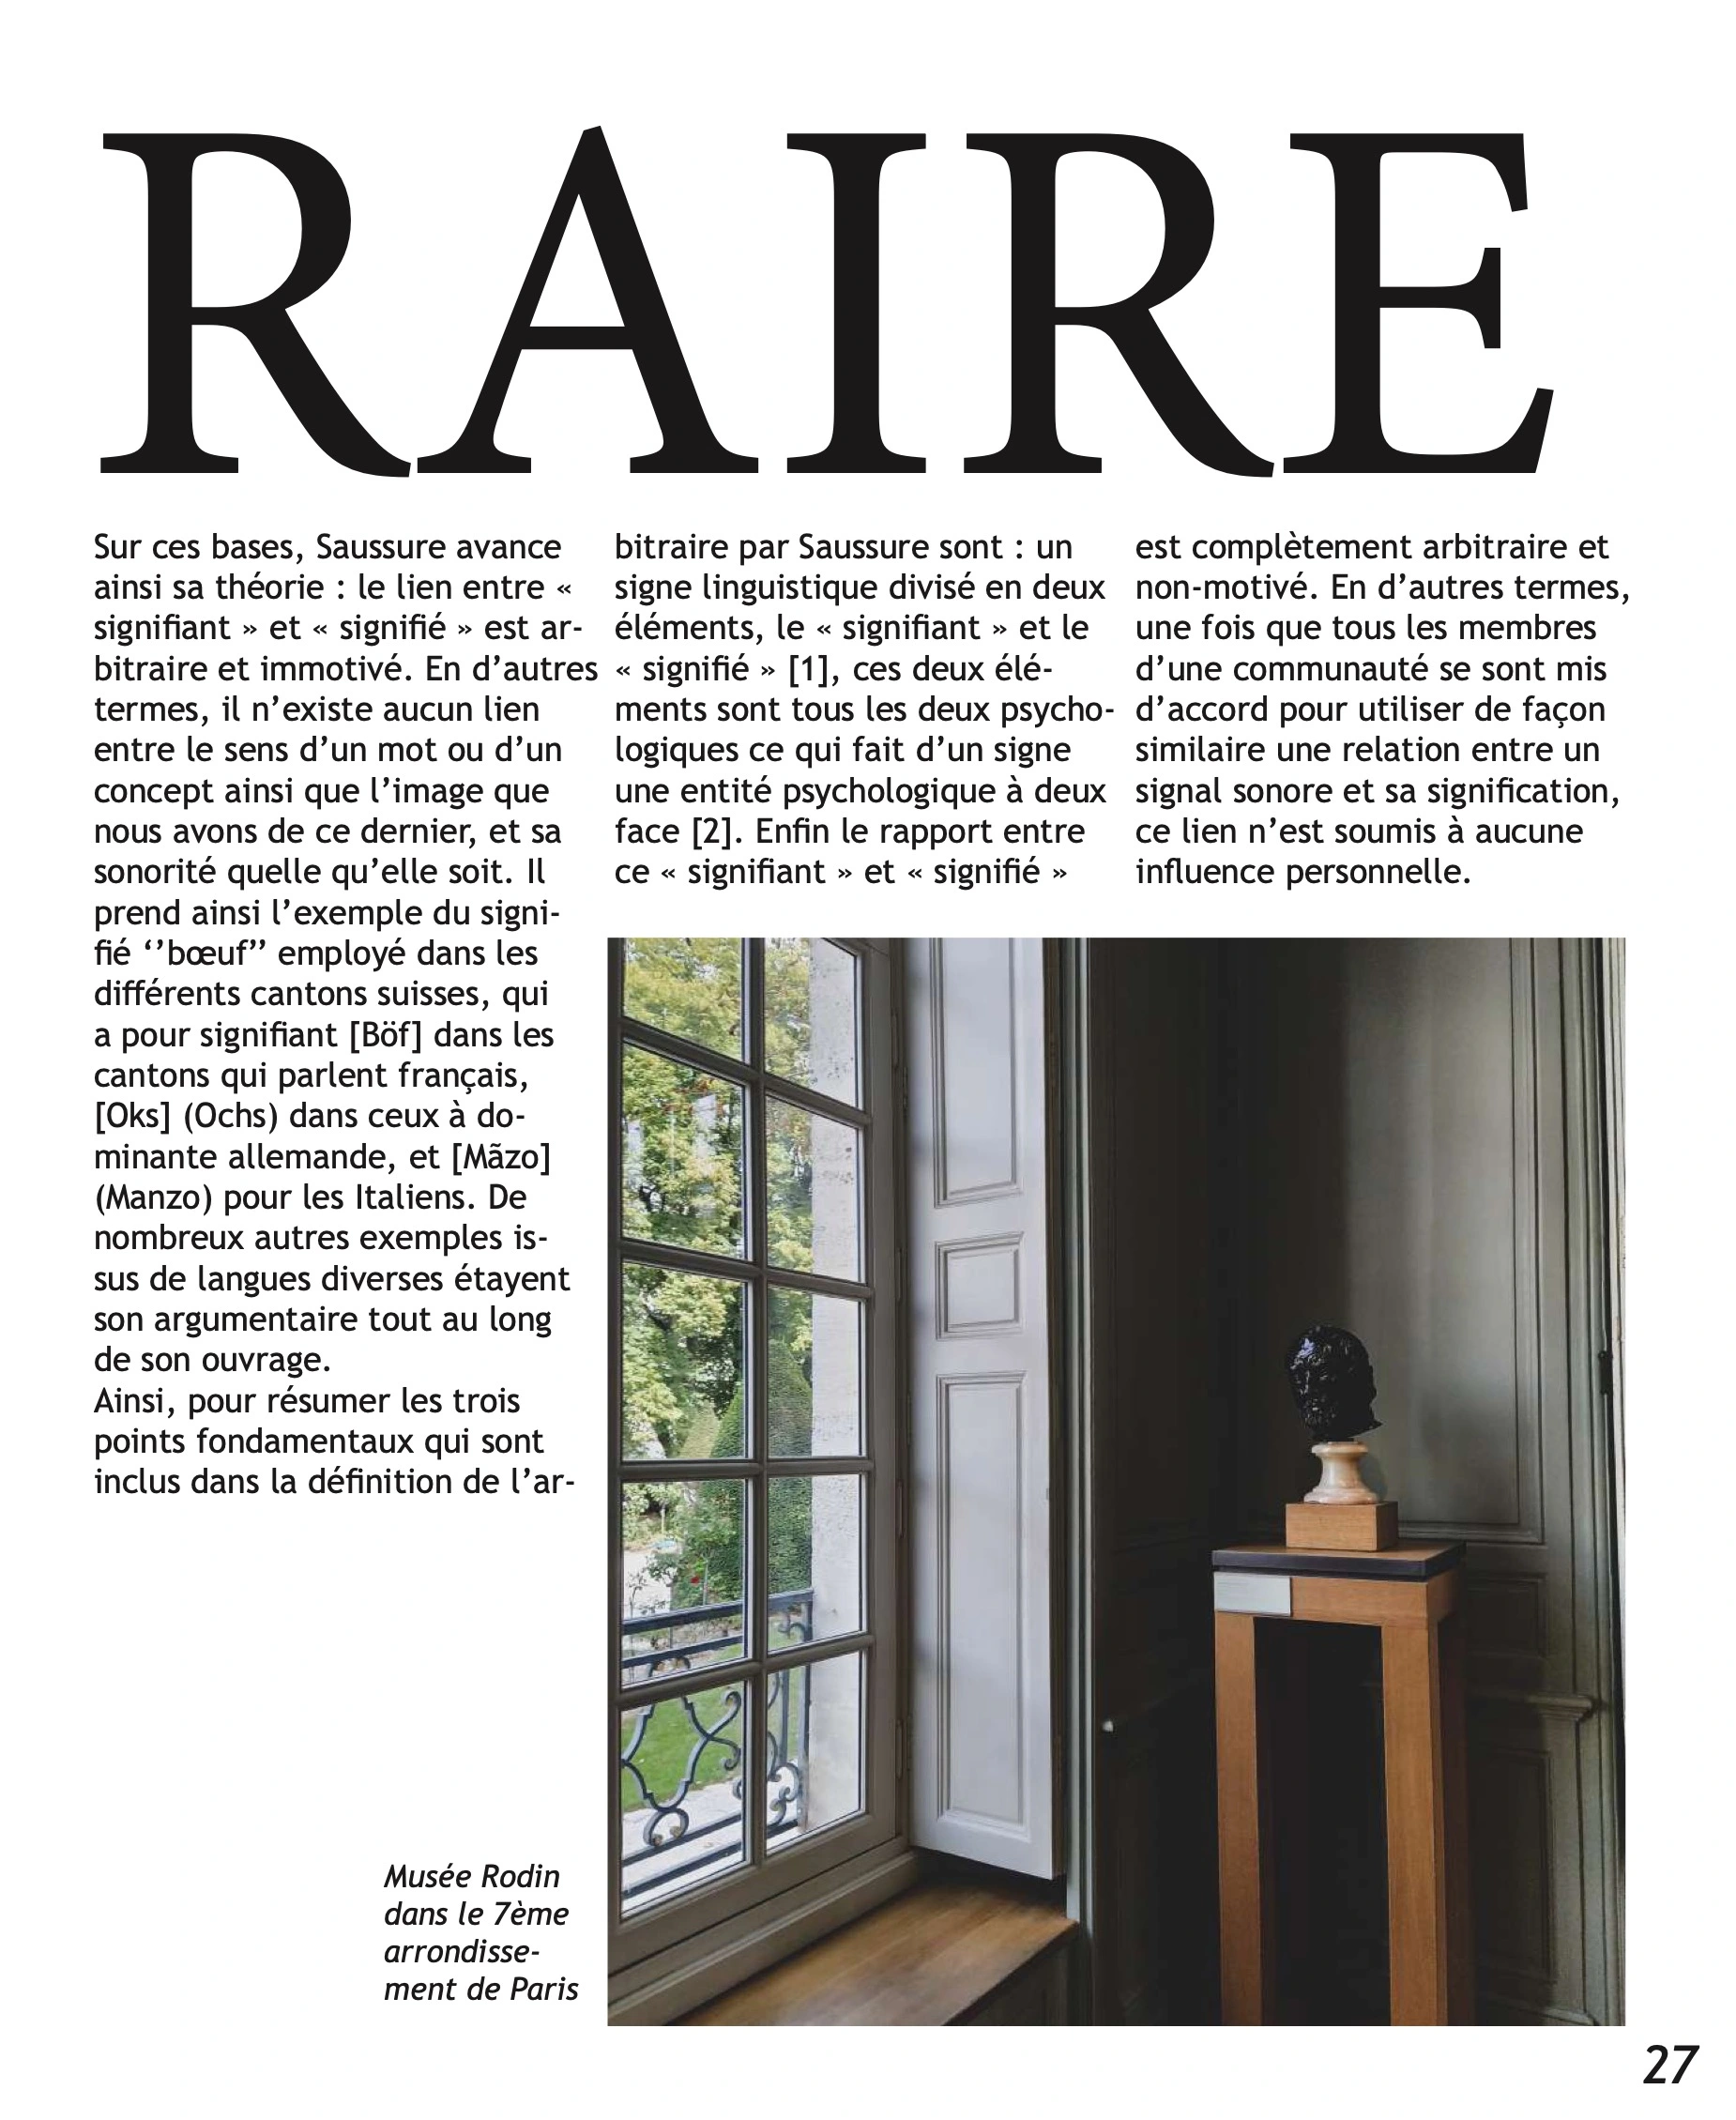 RAIRE
Sur ces bases, Saussure avance
ainsi sa théorie : le lien entre «
signifiant » et « signifié » est ar-
bitraire et immotivé. En d’autres
termes, il n’existe aucun lien
entre le sens d’un mot ou d’un
concept ainsi que l’image que
nous avons de ce dernier, et sa
sonorité quelle qu’elle soit. Il
prend ainsi l’exemple du signi-
fié ‘’bœuf’’ employé dans les
différents cantons suisses, qui
a pour signifiant [Böf] dans les
cantons qui parlent français,
[Oks] (Ochs) dans ceux à do-
minante allemande, et [Mãzo]
(Manzo) pour les Italiens. De
nombreux autres exemples is-
sus de langues diverses étayent
son argumentaire tout au long
de son ouvrage.
Ainsi, pour résumer les trois
points fondamentaux qui sont
inclus dans la définition de l’ar-
bitraire par Saussure sont : un
signe linguistique divisé en deux
éléments, le « signifiant » et le
« signifié » [1], ces deux élé-
ments sont tous les deux psycho-
logiques ce qui fait d’un signe
une entité psychologique à deux
face [2]. Enfin le rapport entre
ce « signifiant » et « signifié »
est complètement arbitraire et
non-motivé. En d’autres termes,
une fois que tous les membres
d’une communauté se sont mis
d’accord pour utiliser de façon
similaire une relation entre un
signal sonore et sa signification,
ce lien n’est soumis à aucune
influence personnelle.
Musée Rodin
dans le 7ème
arrondisse-
ment de Paris
27